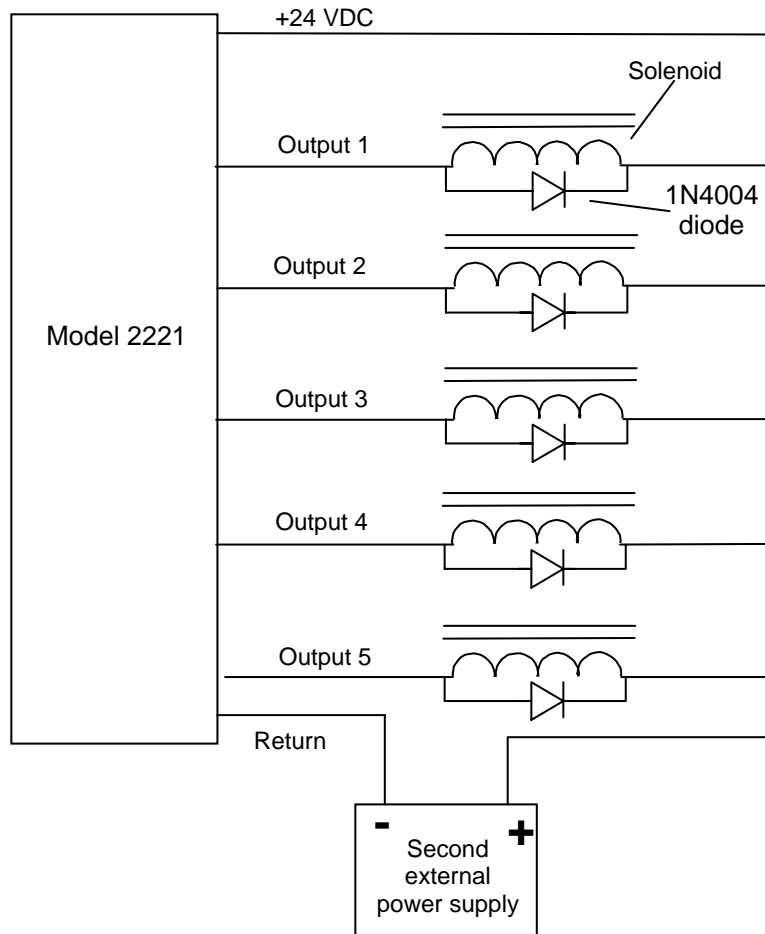 +24 VDC
Solenoid
Output 1
1N4004
diode
Output 2
Model 2221
Output 3
Output 4
Output 5
Return
- +
Second
external
power supply